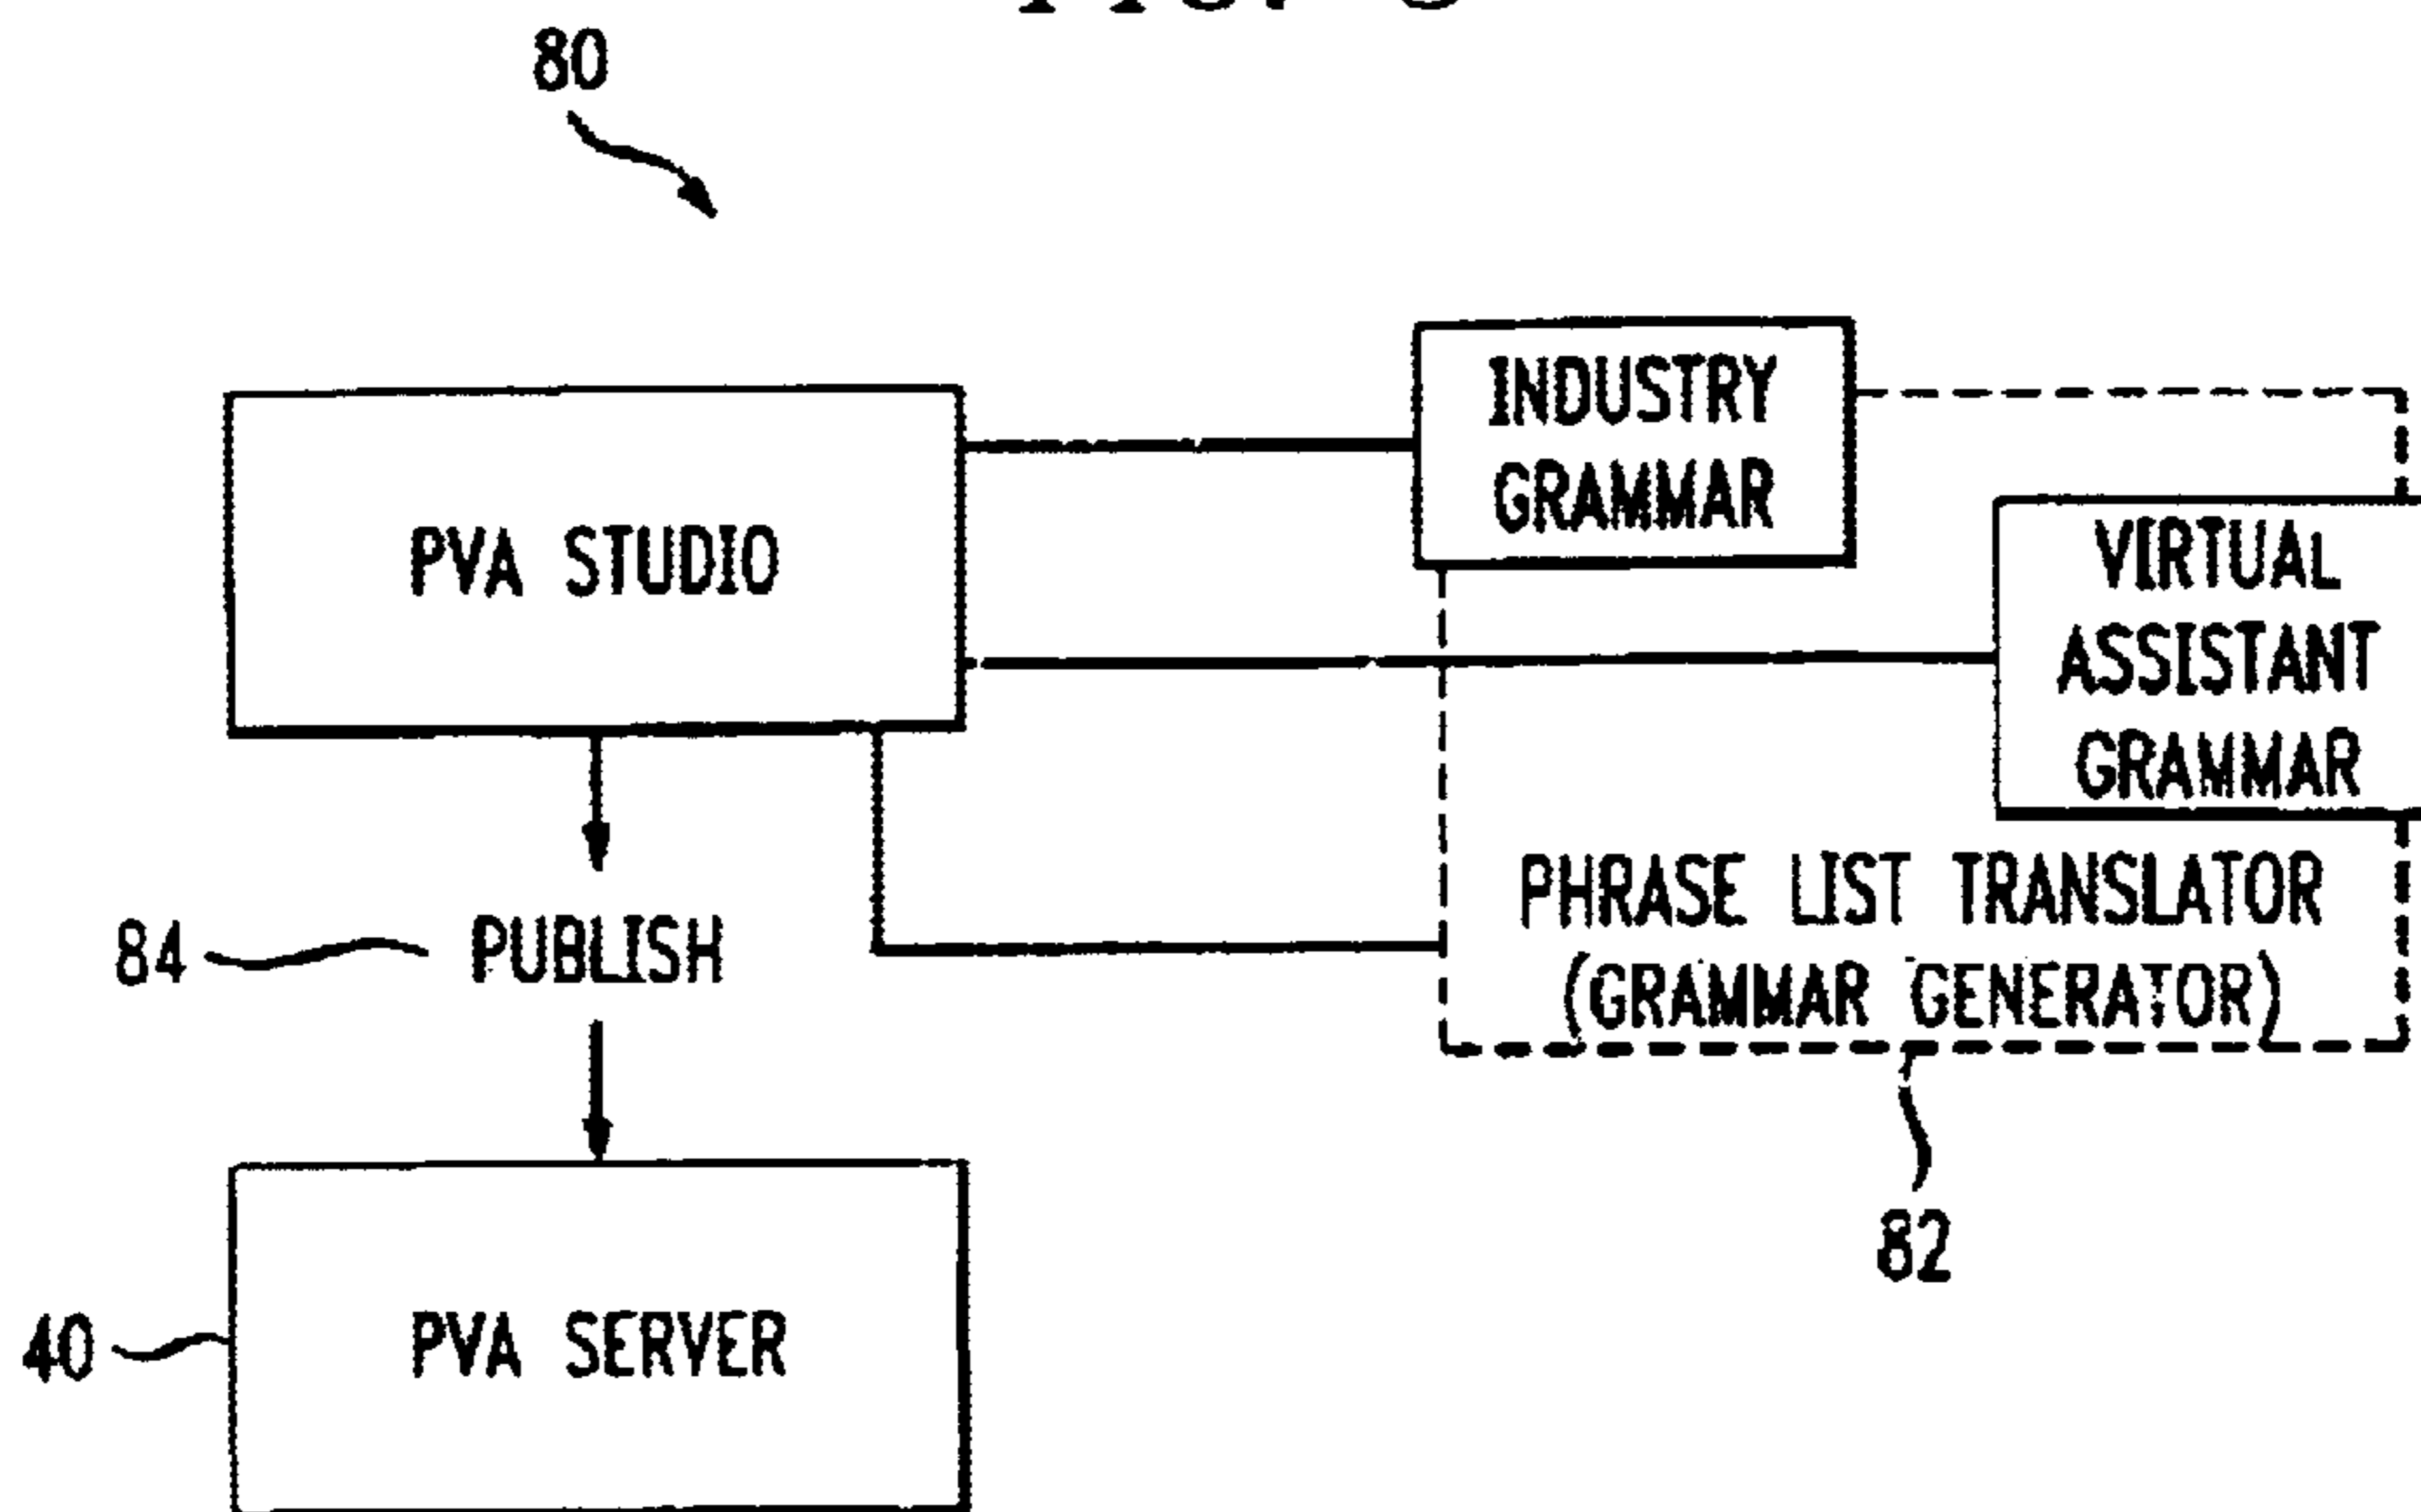 80
INDUSTRY
GRAMMAR
PVA STUDIO
VIRTUAL
ASSISTANT
GRAMMAR
PHRASE LIST TRANSLATOR
(GRAMMAR GENERATOR)
84
PUBLISH
82
40
PVA SERVER